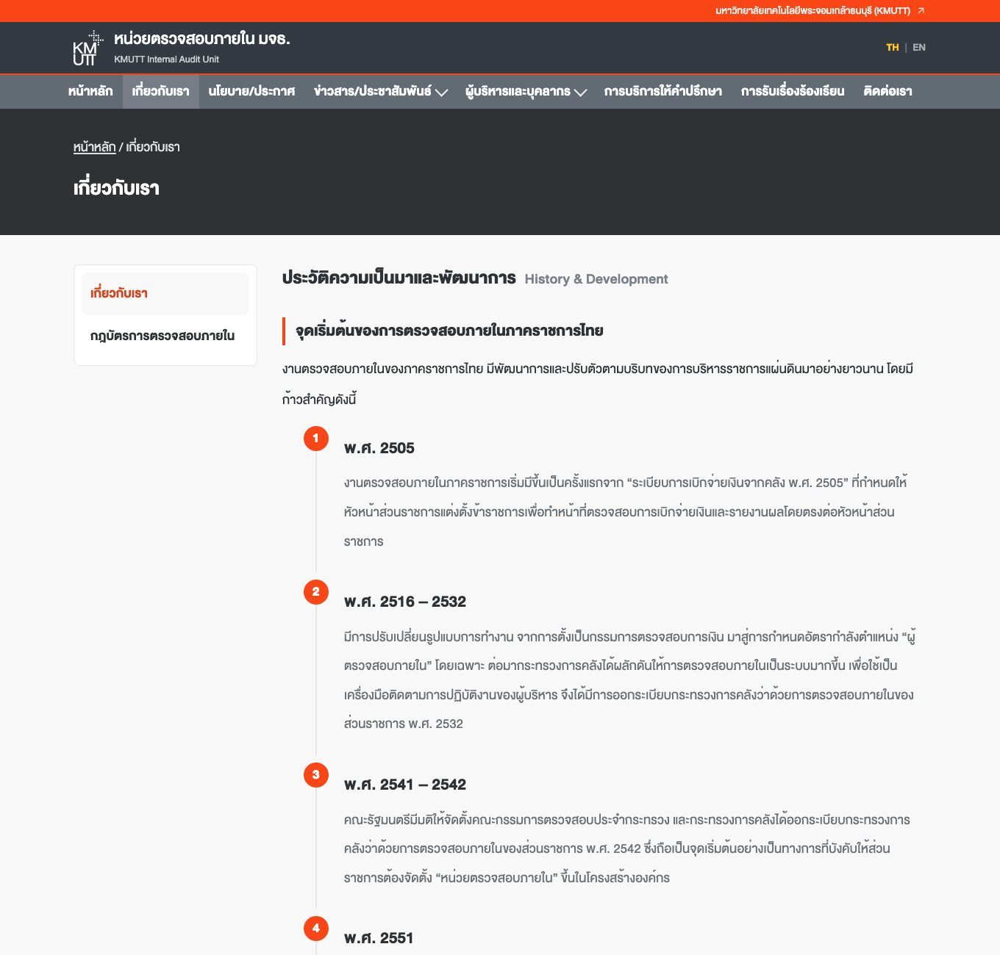 มหาวิทยาลัยเทคโนโลยีพระจอมเกล้าธนบุรี (KMUTT)
KMUTT
หน่วยตรวจสอบภายใน มจธ.
KMUTT Internal Audit Unit
TH | EN
หน้าหลัก เกี่ยวกับเรา นโยบาย/ประกาศ ข่าวสาร/ประชาสัมพันธ์ ผู้บริหารและบุคลากร การบริการให้คำปรึกษา การรับเรื่องร้องเรียน ติดต่อเรา
หน้าหลัก / เกี่ยวกับเรา
เกี่ยวกับเรา
เกี่ยวกับเรา
กฎบัตรการตรวจสอบภายใน
ประวัติความเป็นมาและพัฒนาการ History & Development
จุดเริ่มต้นของการตรวจสอบภายในภาคราชการไทย
งานตรวจสอบภายในของภาคราชการไทย มีพัฒนาการและปรับตัวตามบริบทของการบริหารราชการแผ่นดินมาอย่างยาวนาน โดยมี
ก้าวสำคัญดังนี้
1
พ.ศ. 2505
งานตรวจสอบภายในภาคราชการเริ่มมีขึ้นเป็นครั้งแรกจาก “ระเบียบการเบิกจ่ายเงินจากคลัง พ.ศ. 2505” ที่กำหนดให้
หัวหน้าส่วนราชการแต่งตั้งข้าราชการเพื่อทำหน้าที่ตรวจสอบการเบิกจ่ายเงินและรายงานผลโดยตรงต่อหัวหน้าส่วน
ราชการ
2
พ.ศ. 2516 – 2532
มีการปรับเปลี่ยนรูปแบบการทำงาน จากการตั้งเป็นกรรมการตรวจสอบการเงิน มาสู่การกำหนดอัตรากำลังตำแหน่ง “ผู้
ตรวจสอบภายใน” โดยเฉพาะ ต่อมากระทรวงการคลังได้ผลักดันให้การตรวจสอบภายในเป็นระบบมากขึ้น เพื่อใช้เป็น
เครื่องมือติดตามการปฏิบัติงานของผู้บริหาร จึงได้มีการออกระเบียบกระทรวงการคลังว่าด้วยการตรวจสอบภายในของ
ส่วนราชการ พ.ศ. 2532
3
พ.ศ. 2541 – 2542
คณะรัฐมนตรีมีมติให้จัดตั้งคณะกรรมการตรวจสอบประจำกระทรวง และกระทรวงการคลังได้ออกระเบียบกระทรวงการ
คลังว่าด้วยการตรวจสอบภายในของส่วนราชการ พ.ศ. 2542 ซึ่งถือเป็นจุดเริ่มต้นอย่างเป็นทางการที่บังคับให้ส่วน
ราชการต้องจัดตั้ง “หน่วยตรวจสอบภายใน” ขึ้นในโครงสร้างองค์กร
4
พ.ศ. 2551